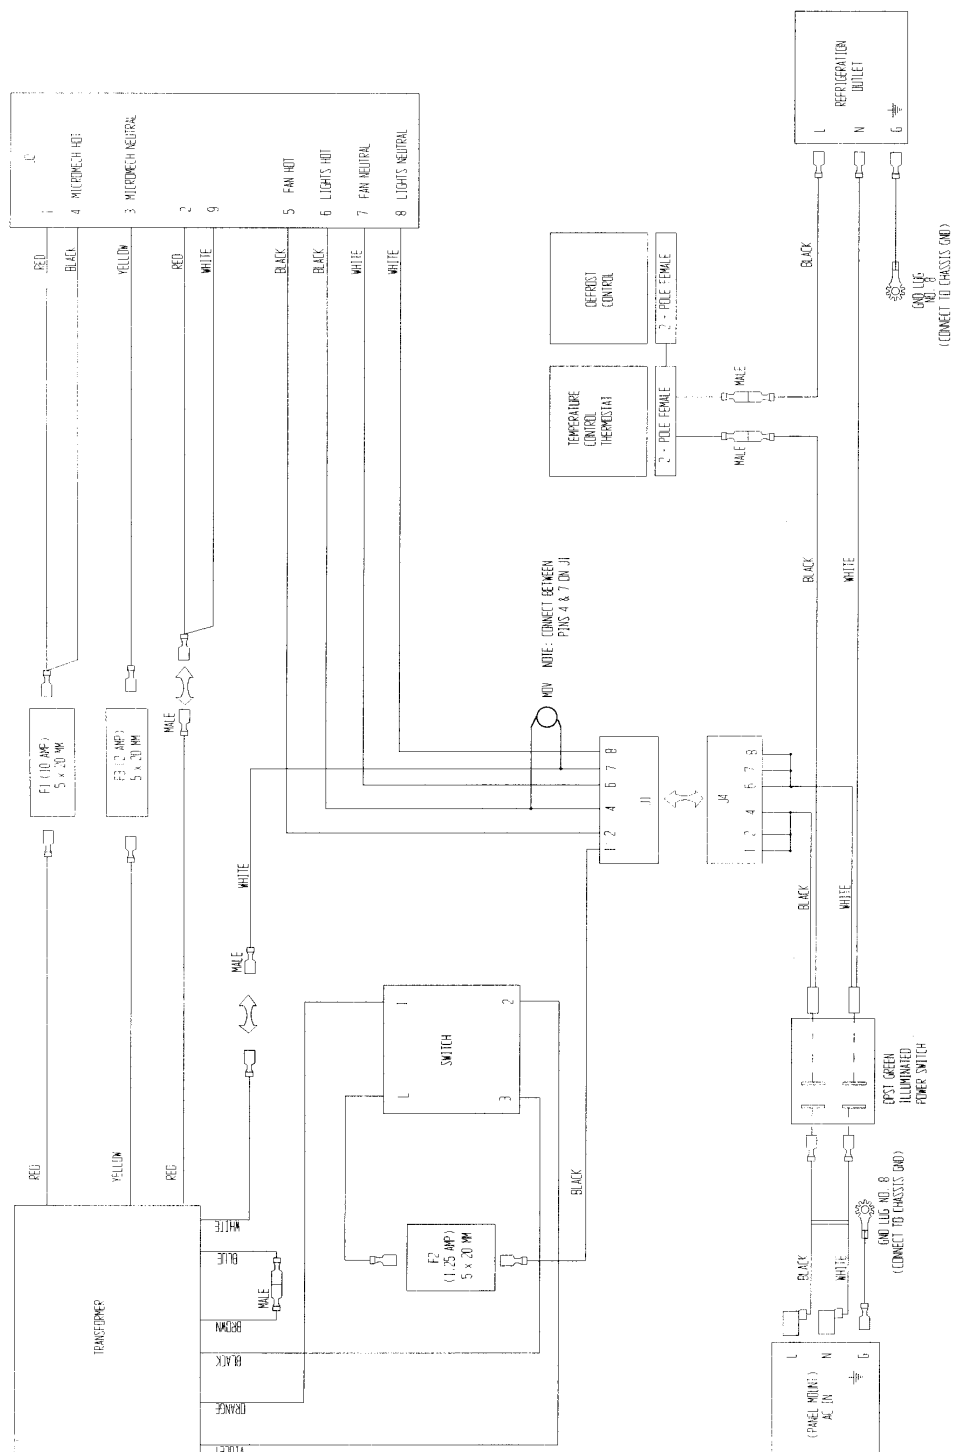 REFRIGERATION
OUTLET
L
N
G
BLACK
GND LUG
NO. 8
(CONNECT TO CHASSIS GND)
1
4 MICROMECH HOT
3 MICROMECH NEUTRAL
2
9
5 FAN HOT
6 LIGHTS HOT
7 FAN NEUTRAL
8 LIGHTS NEUTRAL
RED
BLACK
YELLOW
RED
WHITE
BLACK
BLACK
WHITE
WHITE
DEFROST
CONTROL
2 - POLE FEMALE
TEMPERATURE
CONTROL
THERMOSTAT
2 - POLE FEMALE
MALE
MALE
BLACK
WHITE
NOTE: CONNECT BETWEEN
PINS 4 & 7 ON J1
MOV
F1 (10 AMP)
5 x 20 MM
F3 (2 AMP)
5 x 20 MM
MALE
J1
1 2 4 6 7 8
J4
1 2 4 6 7 8
WHITE
MALE
BLACK
WHITE
SWITCH
1
2
L
3
DPST GREEN
ILLUMINATED
POWER SWITCH
RED
YELLOW
RED
BLACK
F2
(1.25 AMP)
5 x 20 MM
GND LUG NO. 8
(CONNECT TO CHASSIS GND)
BLACK
WHITE
TRANSFORMER
WHITE
BLUE
MALE
BROWN
BLACK
ORANGE
VIOLET
L
N
G
(PANEL MOUNT)
AC IN